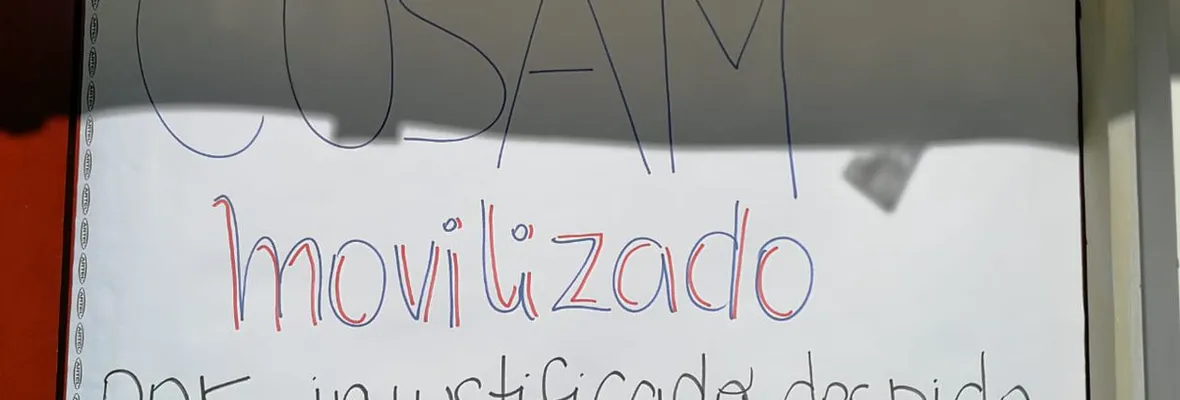 COSAM
movilizado
por injustificado despido